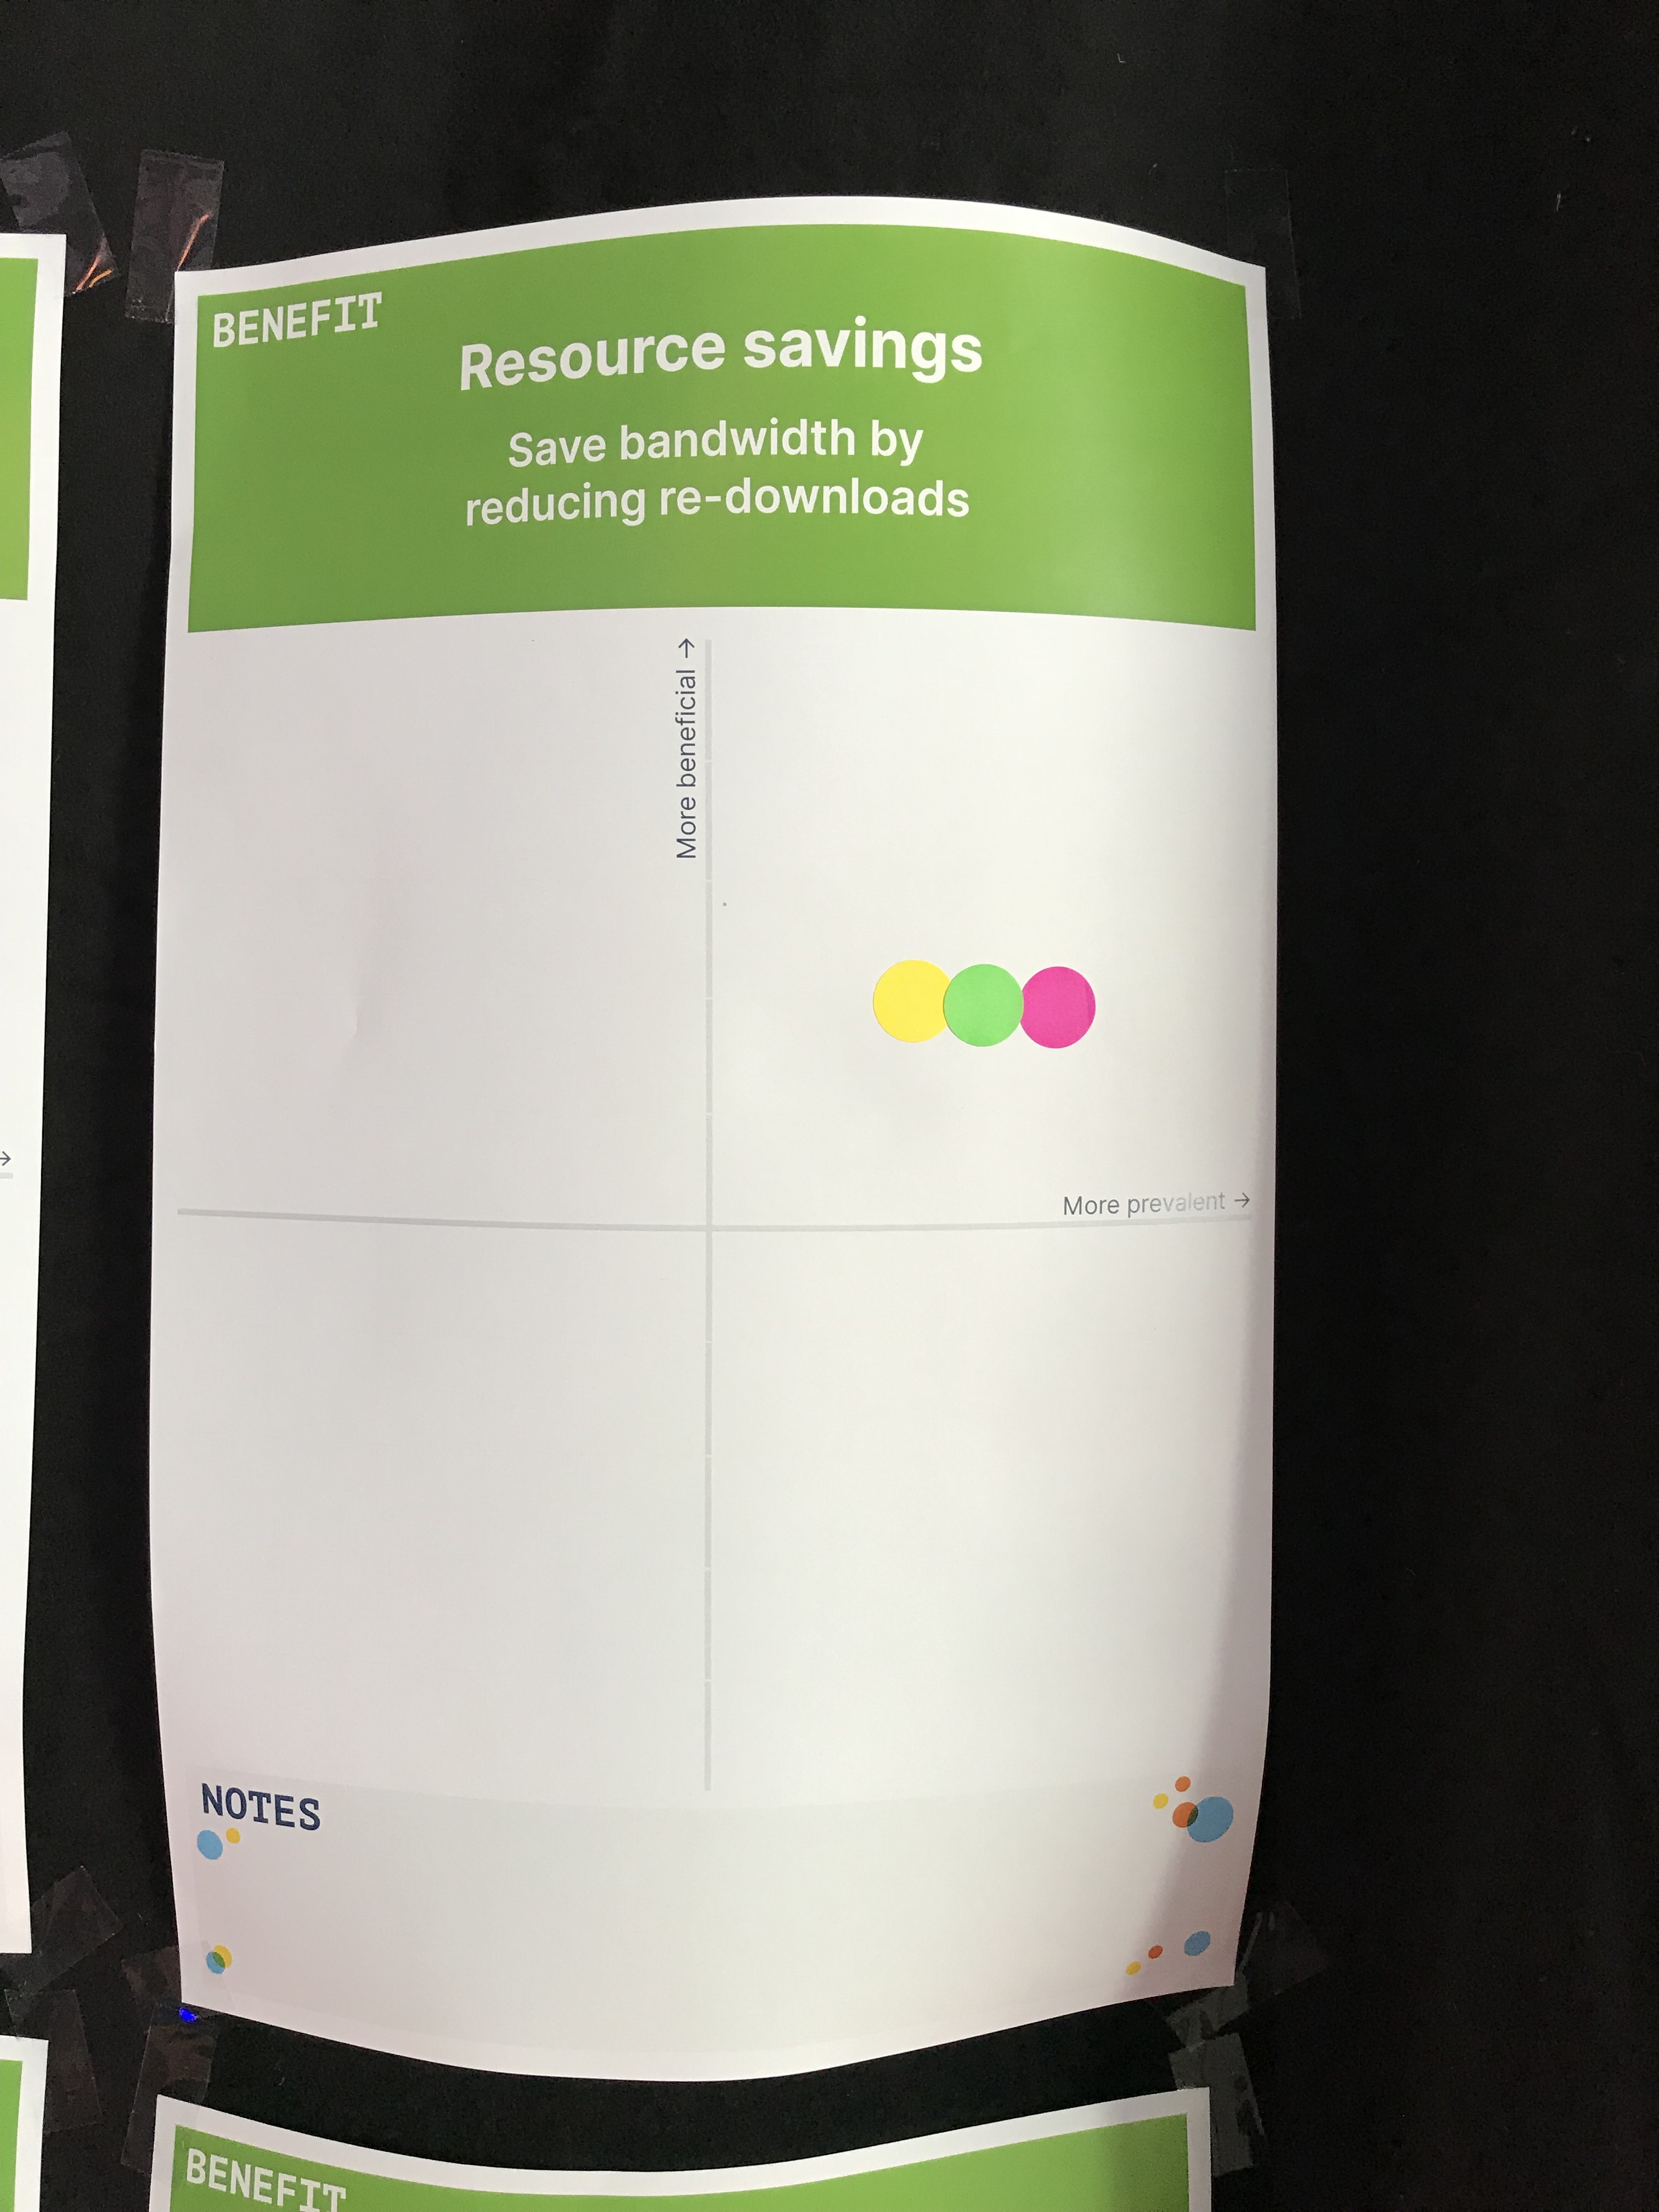 BENEFIT
Resource savings
Save bandwidth by
reducing re-downloads
More beneficial →
More prevalent →
NOTES
→
BENEFIT